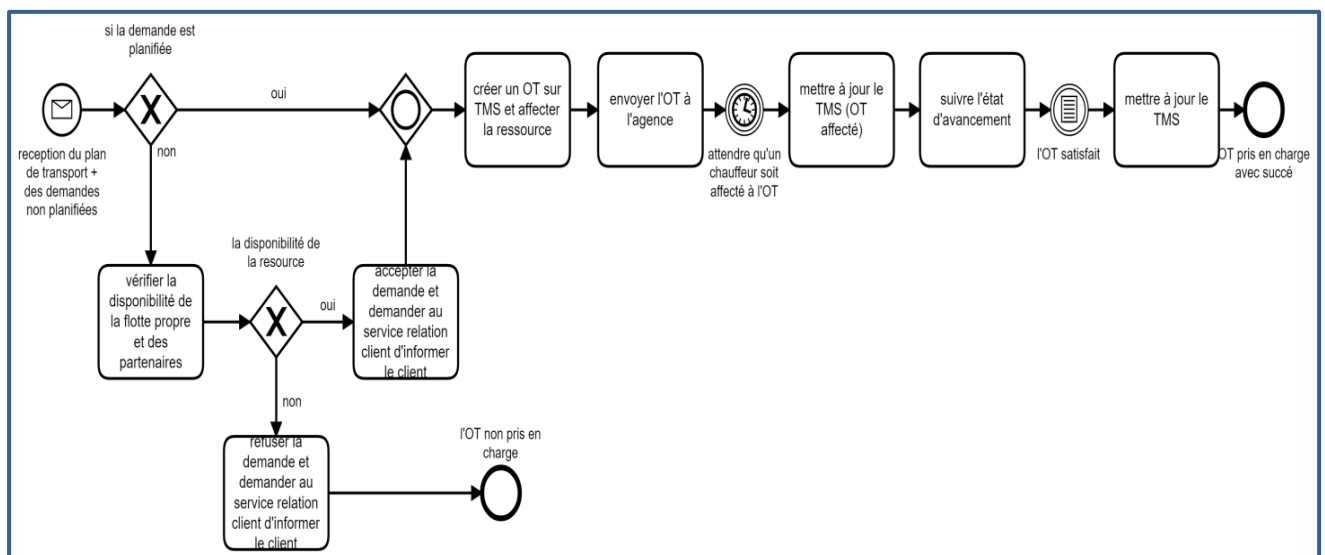 si la demande est
planifiée
oui
non
reception du plan
de transport +
des demandes
non planifiées
créer un OT sur
TMS et affecter
la ressource
envoyer l'OT à
l'agence
attendre qu'un
chauffeur soit
affecté à l'OT
mettre à jour le
TMS (OT
affecté)
suivre l'état
d'avancement
l'OT satisfait
mettre à jour le
TMS
OT pris en charge
avec succé
vérifier la
disponibilité de
la flotte propre
et des
partenaires
la disponibilité de
la resource
oui
non
accepter la
demande et
demander au
service relation
client d'informer
le client
refuser la
demande et
demander au
service relation
client d'informer
le client
l'OT non pris en
charge